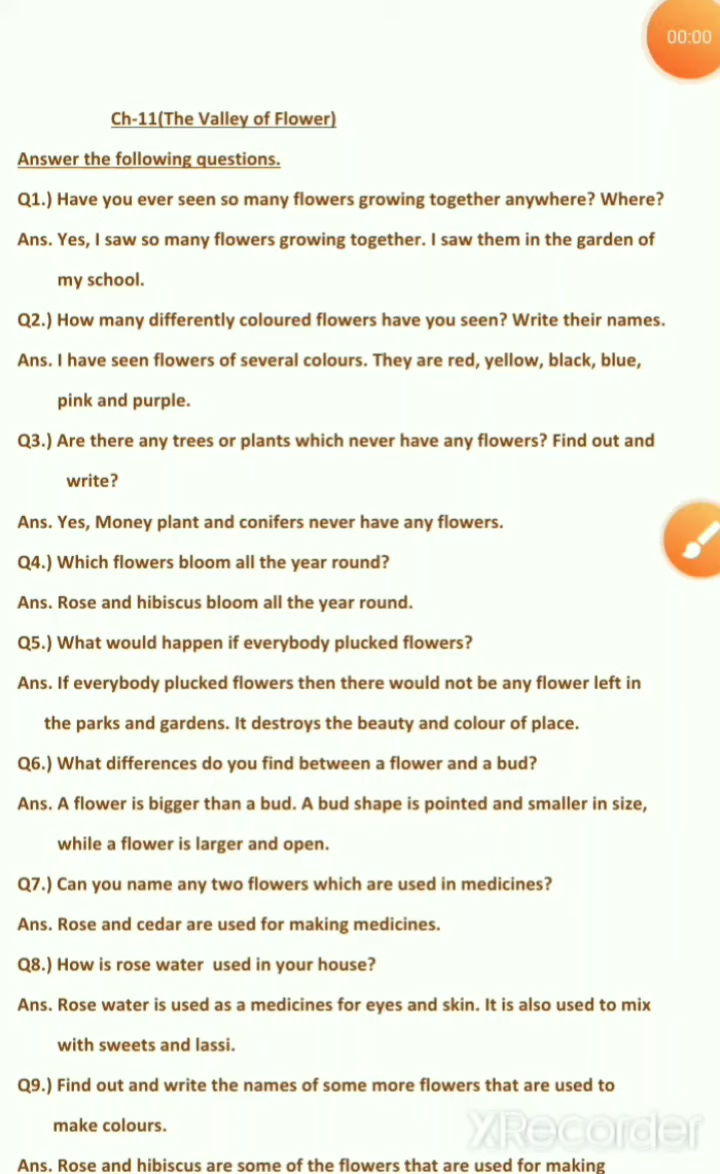 00:00
Ch-11(The Valley of Flower)
Answer the following questions.
Q1.) Have you ever seen so many flowers growing together anywhere? Where?
Ans. Yes, I saw so many flowers growing together. I saw them in the garden of
my school.
Q2.) How many differently coloured flowers have you seen? Write their names.
Ans. I have seen flowers of several colours. They are red, yellow, black, blue,
pink and purple.
Q3.) Are there any trees or plants which never have any flowers? Find out and
write?
Ans. Yes, Money plant and conifers never have any flowers.
Q4.) Which flowers bloom all the year round?
Ans. Rose and hibiscus bloom all the year round.
Q5.) What would happen if everybody plucked flowers?
Ans. If everybody plucked flowers then there would not be any flower left in
the parks and gardens. It destroys the beauty and colour of place.
Q6.) What differences do you find between a flower and a bud?
Ans. A flower is bigger than a bud. A bud shape is pointed and smaller in size,
while a flower is larger and open.
Q7.) Can you name any two flowers which are used in medicines?
Ans. Rose and cedar are used for making medicines.
Q8.) How is rose water used in your house?
Ans. Rose water is used as a medicines for eyes and skin. It is also used to mix
with sweets and lassi.
Q9.) Find out and write the names of some more flowers that are used to
make colours.
XRecorder
Ans. Rose and hibiscus are some of the flowers that are used for making